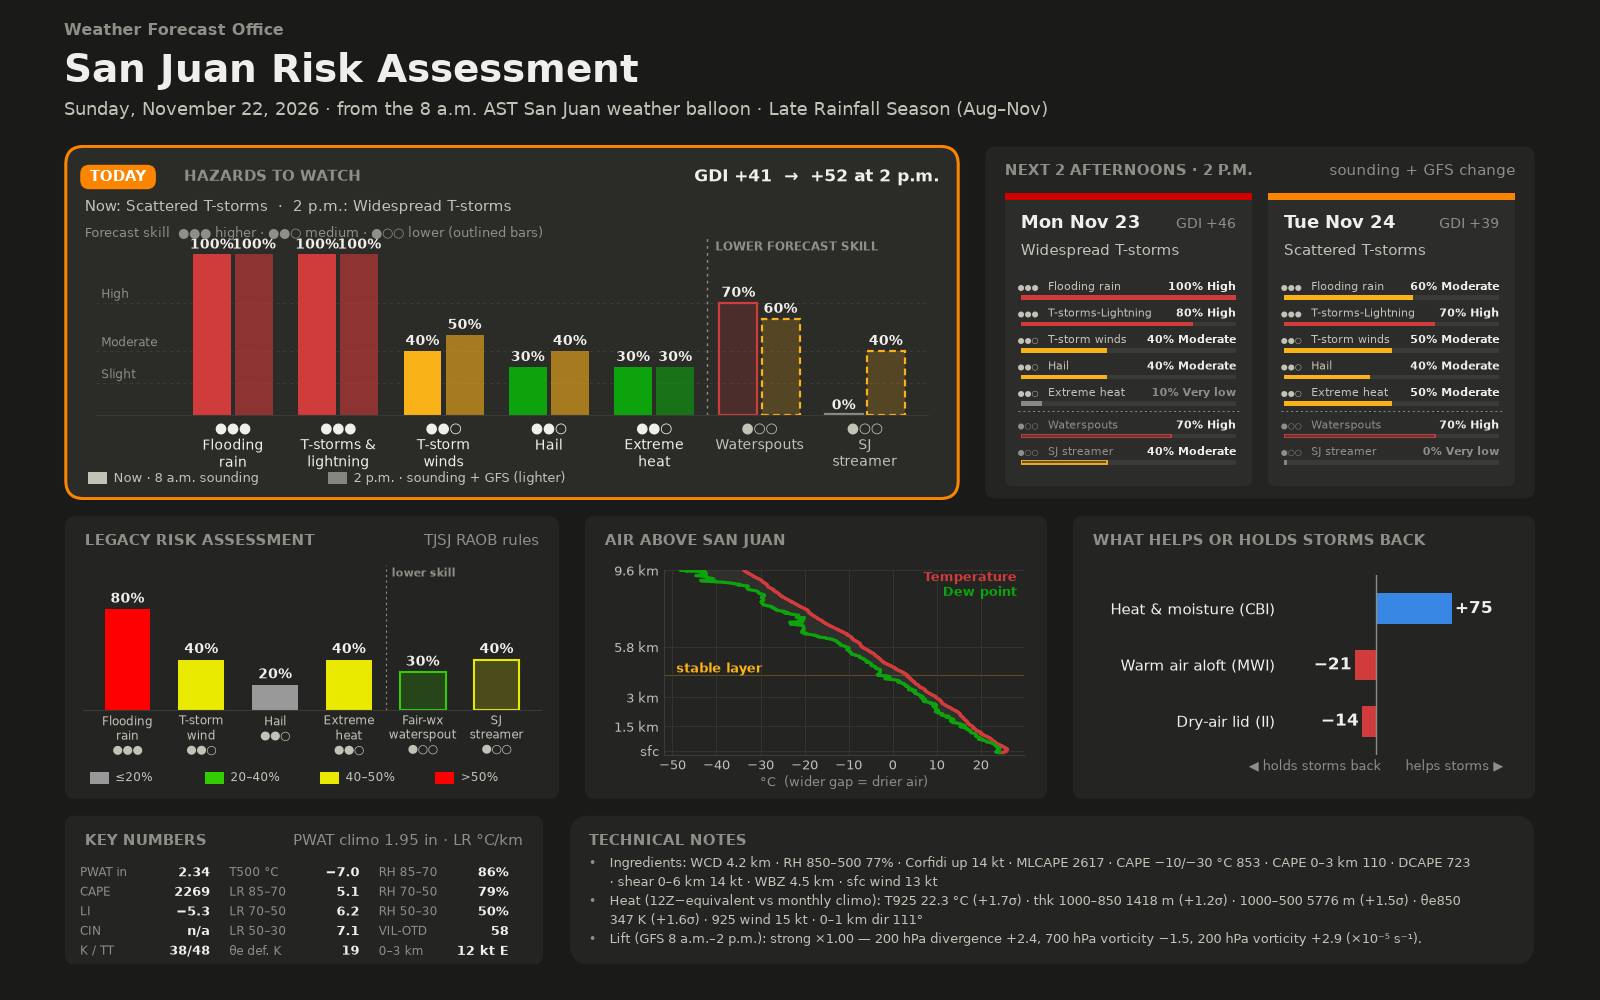 Weather Forecast Office
San Juan Risk Assessment
Sunday, November 22, 2026 · from the 8 a.m. AST San Juan weather balloon · Late Rainfall Season (Aug–Nov)
TODAY HAZARDS TO WATCH GDI +41 → +52 at 2 p.m.
Now: Scattered T-storms · 2 p.m.: Widespread T-storms
Forecast skill ●●● higher · ●●○ medium · ●○○ lower (outlined bars)
100% 100% 100% 100% LOWER FORECAST SKILL
High 70% 60%
Moderate 40% 50% 40% 40%
Slight 30% 30% 30% 0%
●●● ●●● ●●○ ●●○ ●●○ ●○○ ●○○
Flooding rain
T-storms & lightning
T-storm winds
Hail
Extreme heat
Waterspouts
SJ streamer
Now · 8 a.m. sounding 2 p.m. · sounding + GFS (lighter)
NEXT 2 AFTERNOONS · 2 P.M. sounding + GFS change
Mon Nov 23 GDI +46
Widespread T-storms
●●● Flooding rain 100% High
●●● T-storms-Lightning 80% High
●●○ T-storm winds 40% Moderate
●●○ Hail 40% Moderate
●●○ Extreme heat 10% Very low
●○○ Waterspouts 70% High
●○○ SJ streamer 40% Moderate
Tue Nov 24 GDI +39
Scattered T-storms
●●● Flooding rain 60% Moderate
●●● T-storms-Lightning 70% High
●●○ T-storm winds 50% Moderate
●●○ Hail 40% Moderate
●●○ Extreme heat 50% Moderate
●○○ Waterspouts 70% High
●○○ SJ streamer 0% Very low
LEGACY RISK ASSESSMENT TJSJ RAOB rules
lower skill
80% 40% 20% 40% 30% 40%
Flooding rain ●●●
T-storm wind ●●○
Hail ●●○
Extreme heat ●●○
Fair-wx waterspout ●○○
SJ streamer ●○○
≤20% 20–40% 40–50% >50%
AIR ABOVE SAN JUAN
9.6 km Temperature
Dew point
5.8 km
stable layer
3 km
1.5 km
sfc
−50 −40 −30 −20 −10 0 10 20
°C (wider gap = drier air)
WHAT HELPS OR HOLDS STORMS BACK
Heat & moisture (CBI) +75
Warm air aloft (MWI) −21
Dry-air lid (II) −14
◀ holds storms back helps storms ▶
KEY NUMBERS PWAT climo 1.95 in · LR °C/km
PWAT in 2.34 T500 °C −7.0 RH 85–70 86%
CAPE 2269 LR 85–70 5.1 RH 70–50 79%
LI −5.3 LR 70–50 6.2 RH 50–30 50%
CIN n/a LR 50–30 7.1 VIL-OTD 58
K / TT 38/48 θe def. K 19 0–3 km 12 kt E
TECHNICAL NOTES
• Ingredients: WCD 4.2 km · RH 850–500 77% · Corfidi up 14 kt · MLCAPE 2617 · CAPE −10/−30 °C 853 · CAPE 0–3 km 110 · DCAPE 723
· shear 0–6 km 14 kt · WBZ 4.5 km · sfc wind 13 kt
• Heat (12Z−equivalent vs monthly climo): T925 22.3 °C (+1.7σ) · thk 1000–850 1418 m (+1.2σ) · 1000–500 5776 m (+1.5σ) · θe850
347 K (+1.6σ) · 925 wind 15 kt · 0–1 km dir 111°
• Lift (GFS 8 a.m.–2 p.m.): strong ×1.00 — 200 hPa divergence +2.4, 700 hPa vorticity −1.5, 200 hPa vorticity +2.9 (×10⁻⁵ s⁻¹).